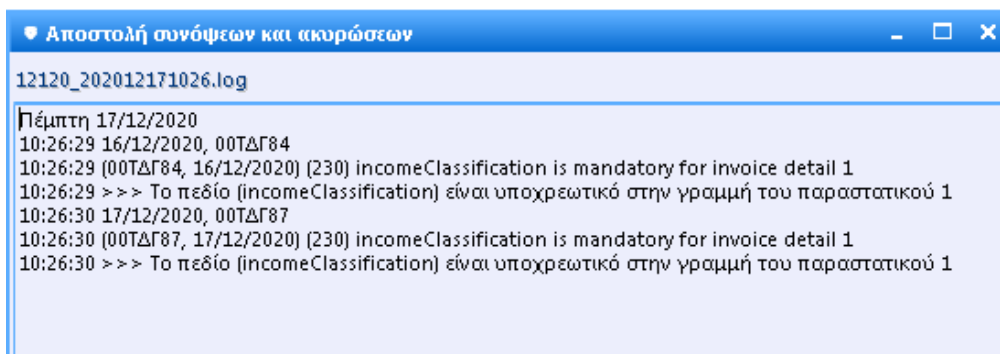 Αποστολή συνόψεων και ακυρώσεων
12120_202012171026.log
Πέμπτη 17/12/2020
10:26:29 16/12/2020, 00ΤΔΓ84
10:26:29 (00ΤΔΓ84, 16/12/2020) (230) incomeClassification is mandatory for invoice detail 1
10:26:29 >>> Το πεδίο (incomeClassification) είναι υποχρεωτικό στην γραμμή του παραστατικού 1
10:26:30 17/12/2020, 00ΤΔΓ87
10:26:30 (00ΤΔΓ87, 17/12/2020) (230) incomeClassification is mandatory for invoice detail 1
10:26:30 >>> Το πεδίο (incomeClassification) είναι υποχρεωτικό στην γραμμή του παραστατικού 1